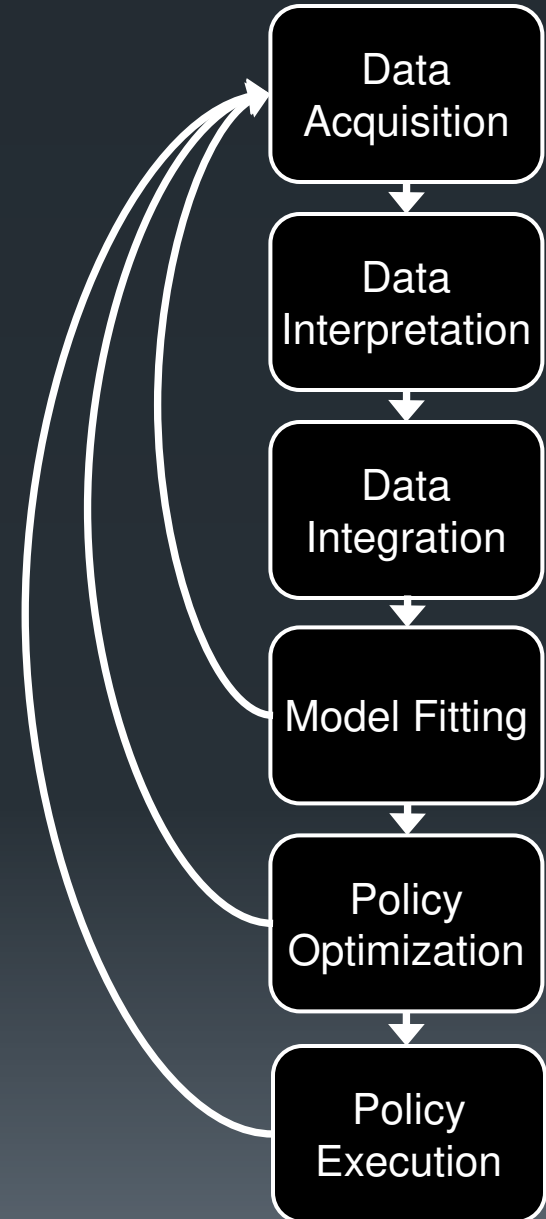 Data
Acquisition
Data
Interpretation
Data
Integration
Model Fitting
Policy
Optimization
Policy
Execution